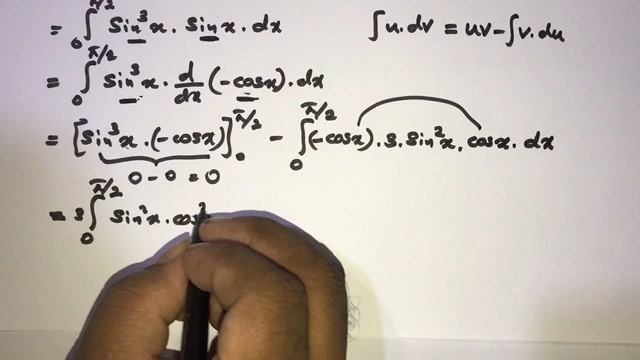 = ∫₀^π/2 sin³x · sinx · dx    ∫u·dv = uv – ∫v·du
= ∫₀^π/2 sin³x · d/dx (-cosx) · dx
= [sin³x · (-cosx)]₀^π/2 – ∫₀^π/2 (-cosx) · 3 · sin²x · cosx · dx
0 - 0 = 0
= 3 ∫₀^π/2 sin²x · cos²